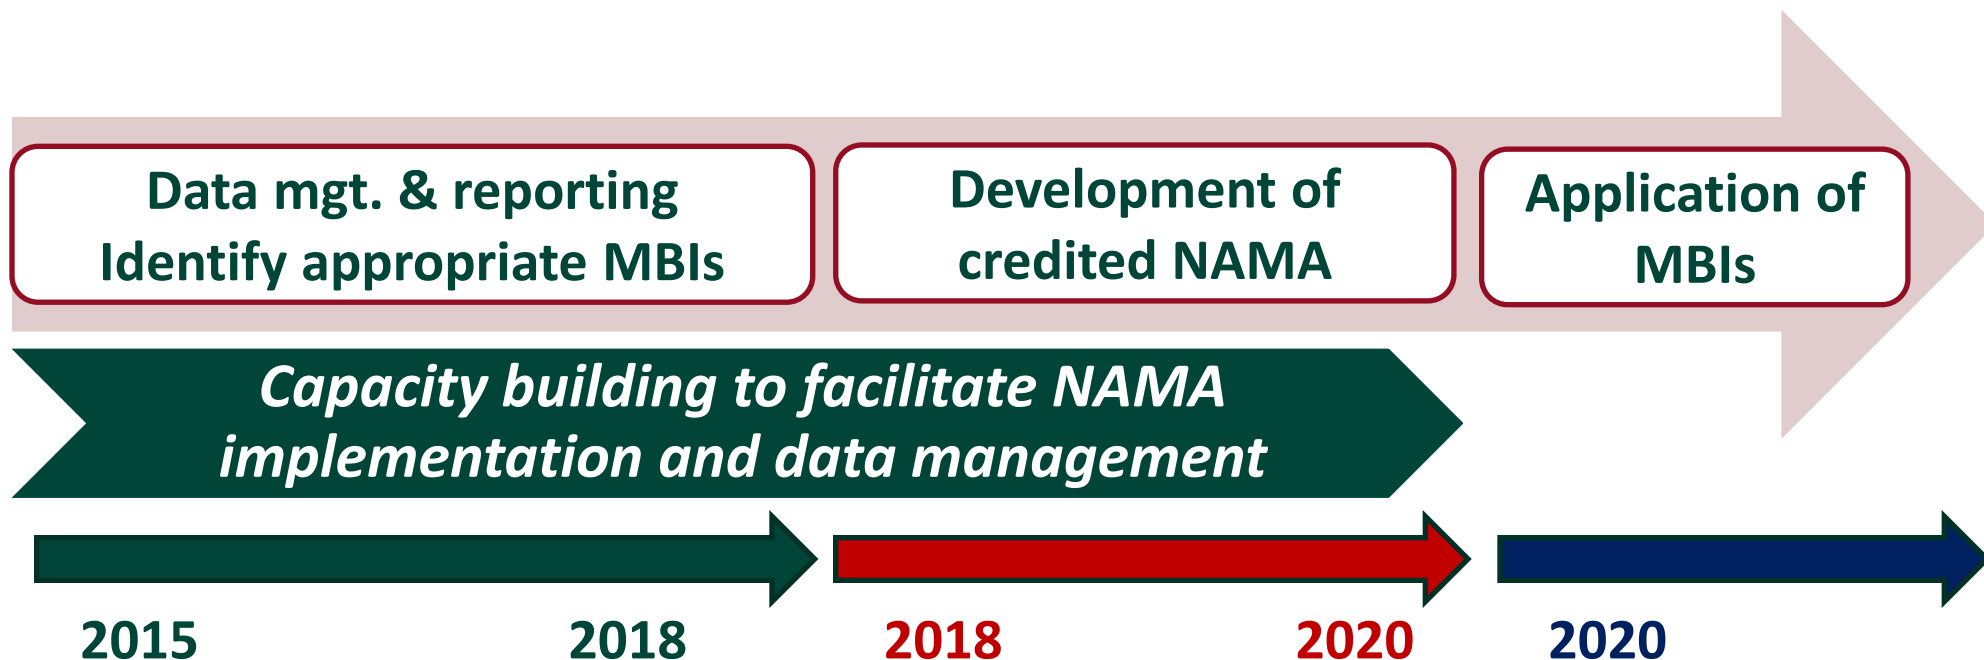 Data mgt. & reporting
Identify appropriate MBIs
Development of
credited NAMA
Application of
MBIs
Capacity building to facilitate NAMA
implementation and data management
2015
2018
2018
2020
2020